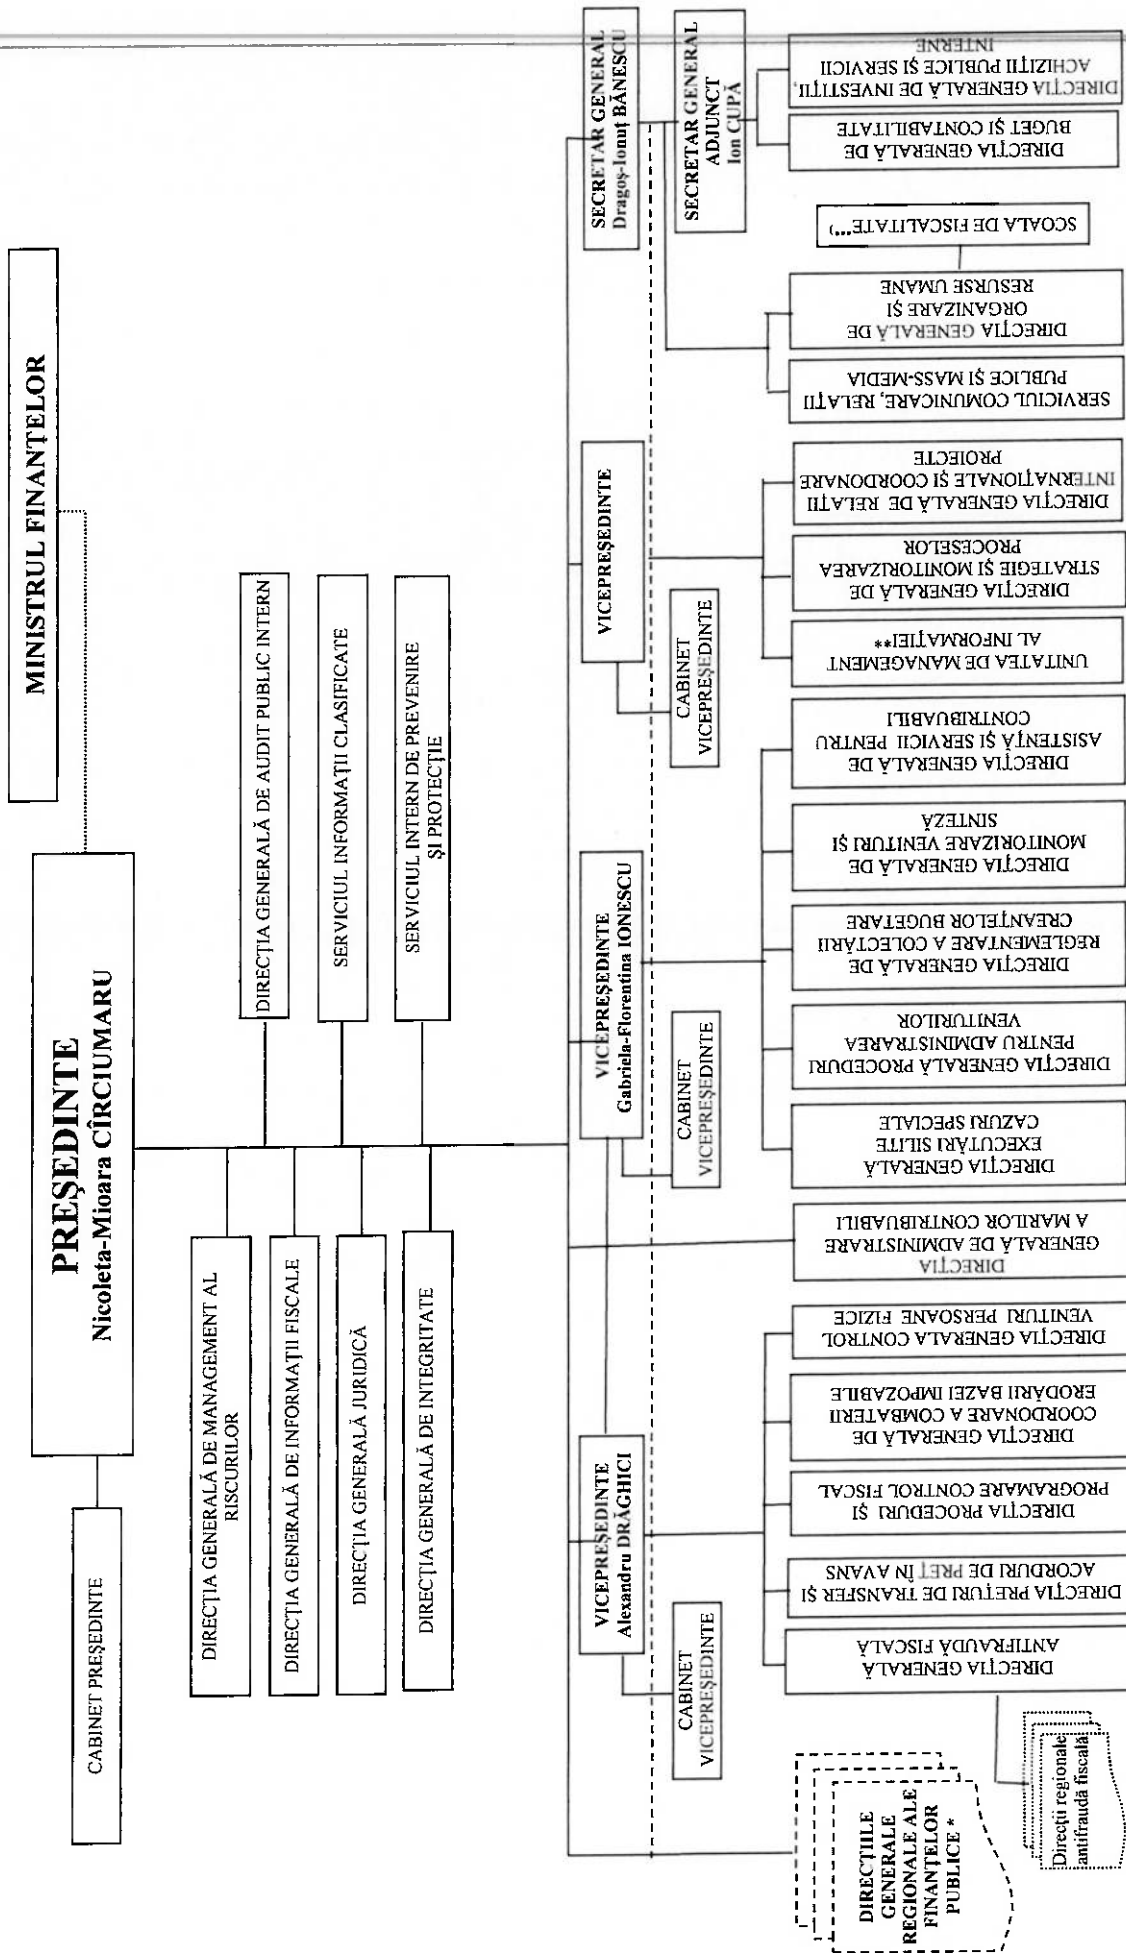 MINISTRUL FINANȚELOR
PREȘEDINTE
Nicoleta-Mioara CÎRCIUMARU
CABINET PREȘEDINTE
DIRECȚIA GENERALĂ DE MANAGEMENT AL
RISCURILOR
DIRECȚIA GENERALĂ DE INFORMAȚII FISCALE
DIRECȚIA GENERALĂ JURIDICĂ
DIRECȚIA GENERALĂ DE INTEGRITATE
DIRECȚIA GENERALĂ DE AUDIT PUBLIC INTERN
SERVICIUL INFORMAȚII CLASIFICATE
SERVICIUL INTERN DE PREVENIRE
ȘI PROTECȚIE
VICEPREȘEDINTE
Alexandru DRĂGHICI
VICEPREȘEDINTE
Gabriela-Florentina IONESCU
VICEPREȘEDINTE
SECRETAR GENERAL
Dragoș-Ionuț BĂNESCU
CABINET
VICEPREȘEDINTE
CABINET
VICEPREȘEDINTE
CABINET
VICEPREȘEDINTE
SECRETAR GENERAL
ADJUNCT
Ion CUPĂ
DIRECȚIILE
GENERALE
REGIONALE ALE
FINANȚELOR
PUBLICE *
Direcții regionale
antifraudă fiscală
DIRECȚIA GENERALĂ
ANTIFRAUDĂ FISCALĂ
DIRECȚIA PREȚURI DE TRANSFER ȘI
ACORDURI DE PREȚ ÎN AVANS
DIRECȚIA PROCEDURI ȘI
PROGRAMARE CONTROL FISCAL
DIRECȚIA GENERALĂ DE
COORDONARE A COMBATERII
ERODĂRII BAZEI IMPOZABILE
DIRECȚIA GENERALA CONTROL
VENITURI PERSOANE FIZICE
DIRECȚIA
GENERALĂ DE ADMINISTRARE
A MARILOR CONTRIBUABILI
DIRECȚIA GENERALĂ
EXECUTĂRI SILITE
CAZURI SPECIALE
DIRECȚIA GENERALĂ PROCEDURI
PENTRU ADMINISTRAREA
VENITURILOR
DIRECȚIA GENERALĂ DE
REGLEMENTARE A COLECTĂRII
CREANȚELOR BUGETARE
DIRECȚIA GENERALĂ DE
MONITORIZARE VENITURI ȘI
SINTEZĂ
DIRECȚIA GENERALĂ DE
ASISTENȚĂ ȘI SERVICII PENTRU
CONTRIBUABILI
UNITATEA DE MANAGEMENT
AL INFORMAȚIEI**
DIRECȚIA GENERALĂ DE
STRATEGIE ȘI MONITORIZAREA
PROCESELOR
DIRECȚIA GENERALĂ DE RELAȚII
INTERNAȚIONALE ȘI COORDONARE
PROIECTE
SERVICIUL COMUNICARE, RELAȚII
PUBLICE ȘI MASS-MEDIA
DIRECȚIA GENERALĂ DE
ORGANIZARE ȘI
RESURSE UMANE
SCOALA DE FISCALITATE***)
DIRECȚIA GENERALĂ DE
BUGET ȘI CONTABILITATE
DIRECȚIA GENERALĂ DE INVESTIȚII,
ACHIZIȚII PUBLICE ȘI SERVICII
INTERNE